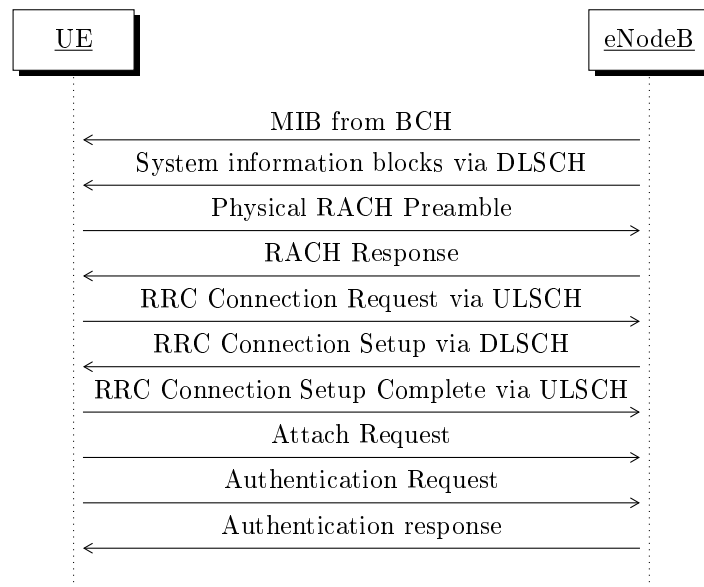 UE
eNodeB
MIB from BCH
System information blocks via DLSCH
Physical RACH Preamble
RACH Response
RRC Connection Request via ULSCH
RRC Connection Setup via DLSCH
RRC Connection Setup Complete via ULSCH
Attach Request
Authentication Request
Authentication response